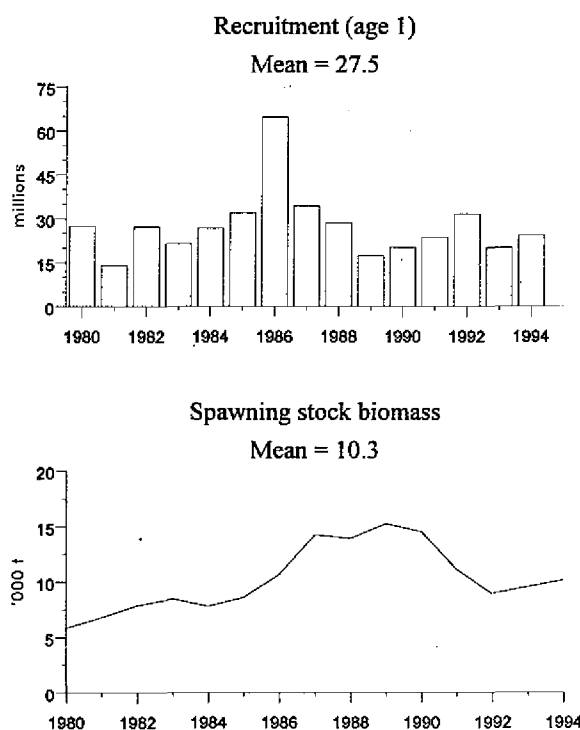 Recruitment (age 1)
Mean = 27.5
75
60
45
30
15
0
millions
1980 1982 1984 1986 1988 1990 1992 1994
Spawning stock biomass
Mean = 10.3
20
15
10
5
0
'000 t
1980 1982 1984 1986 1988 1990 1992 1994